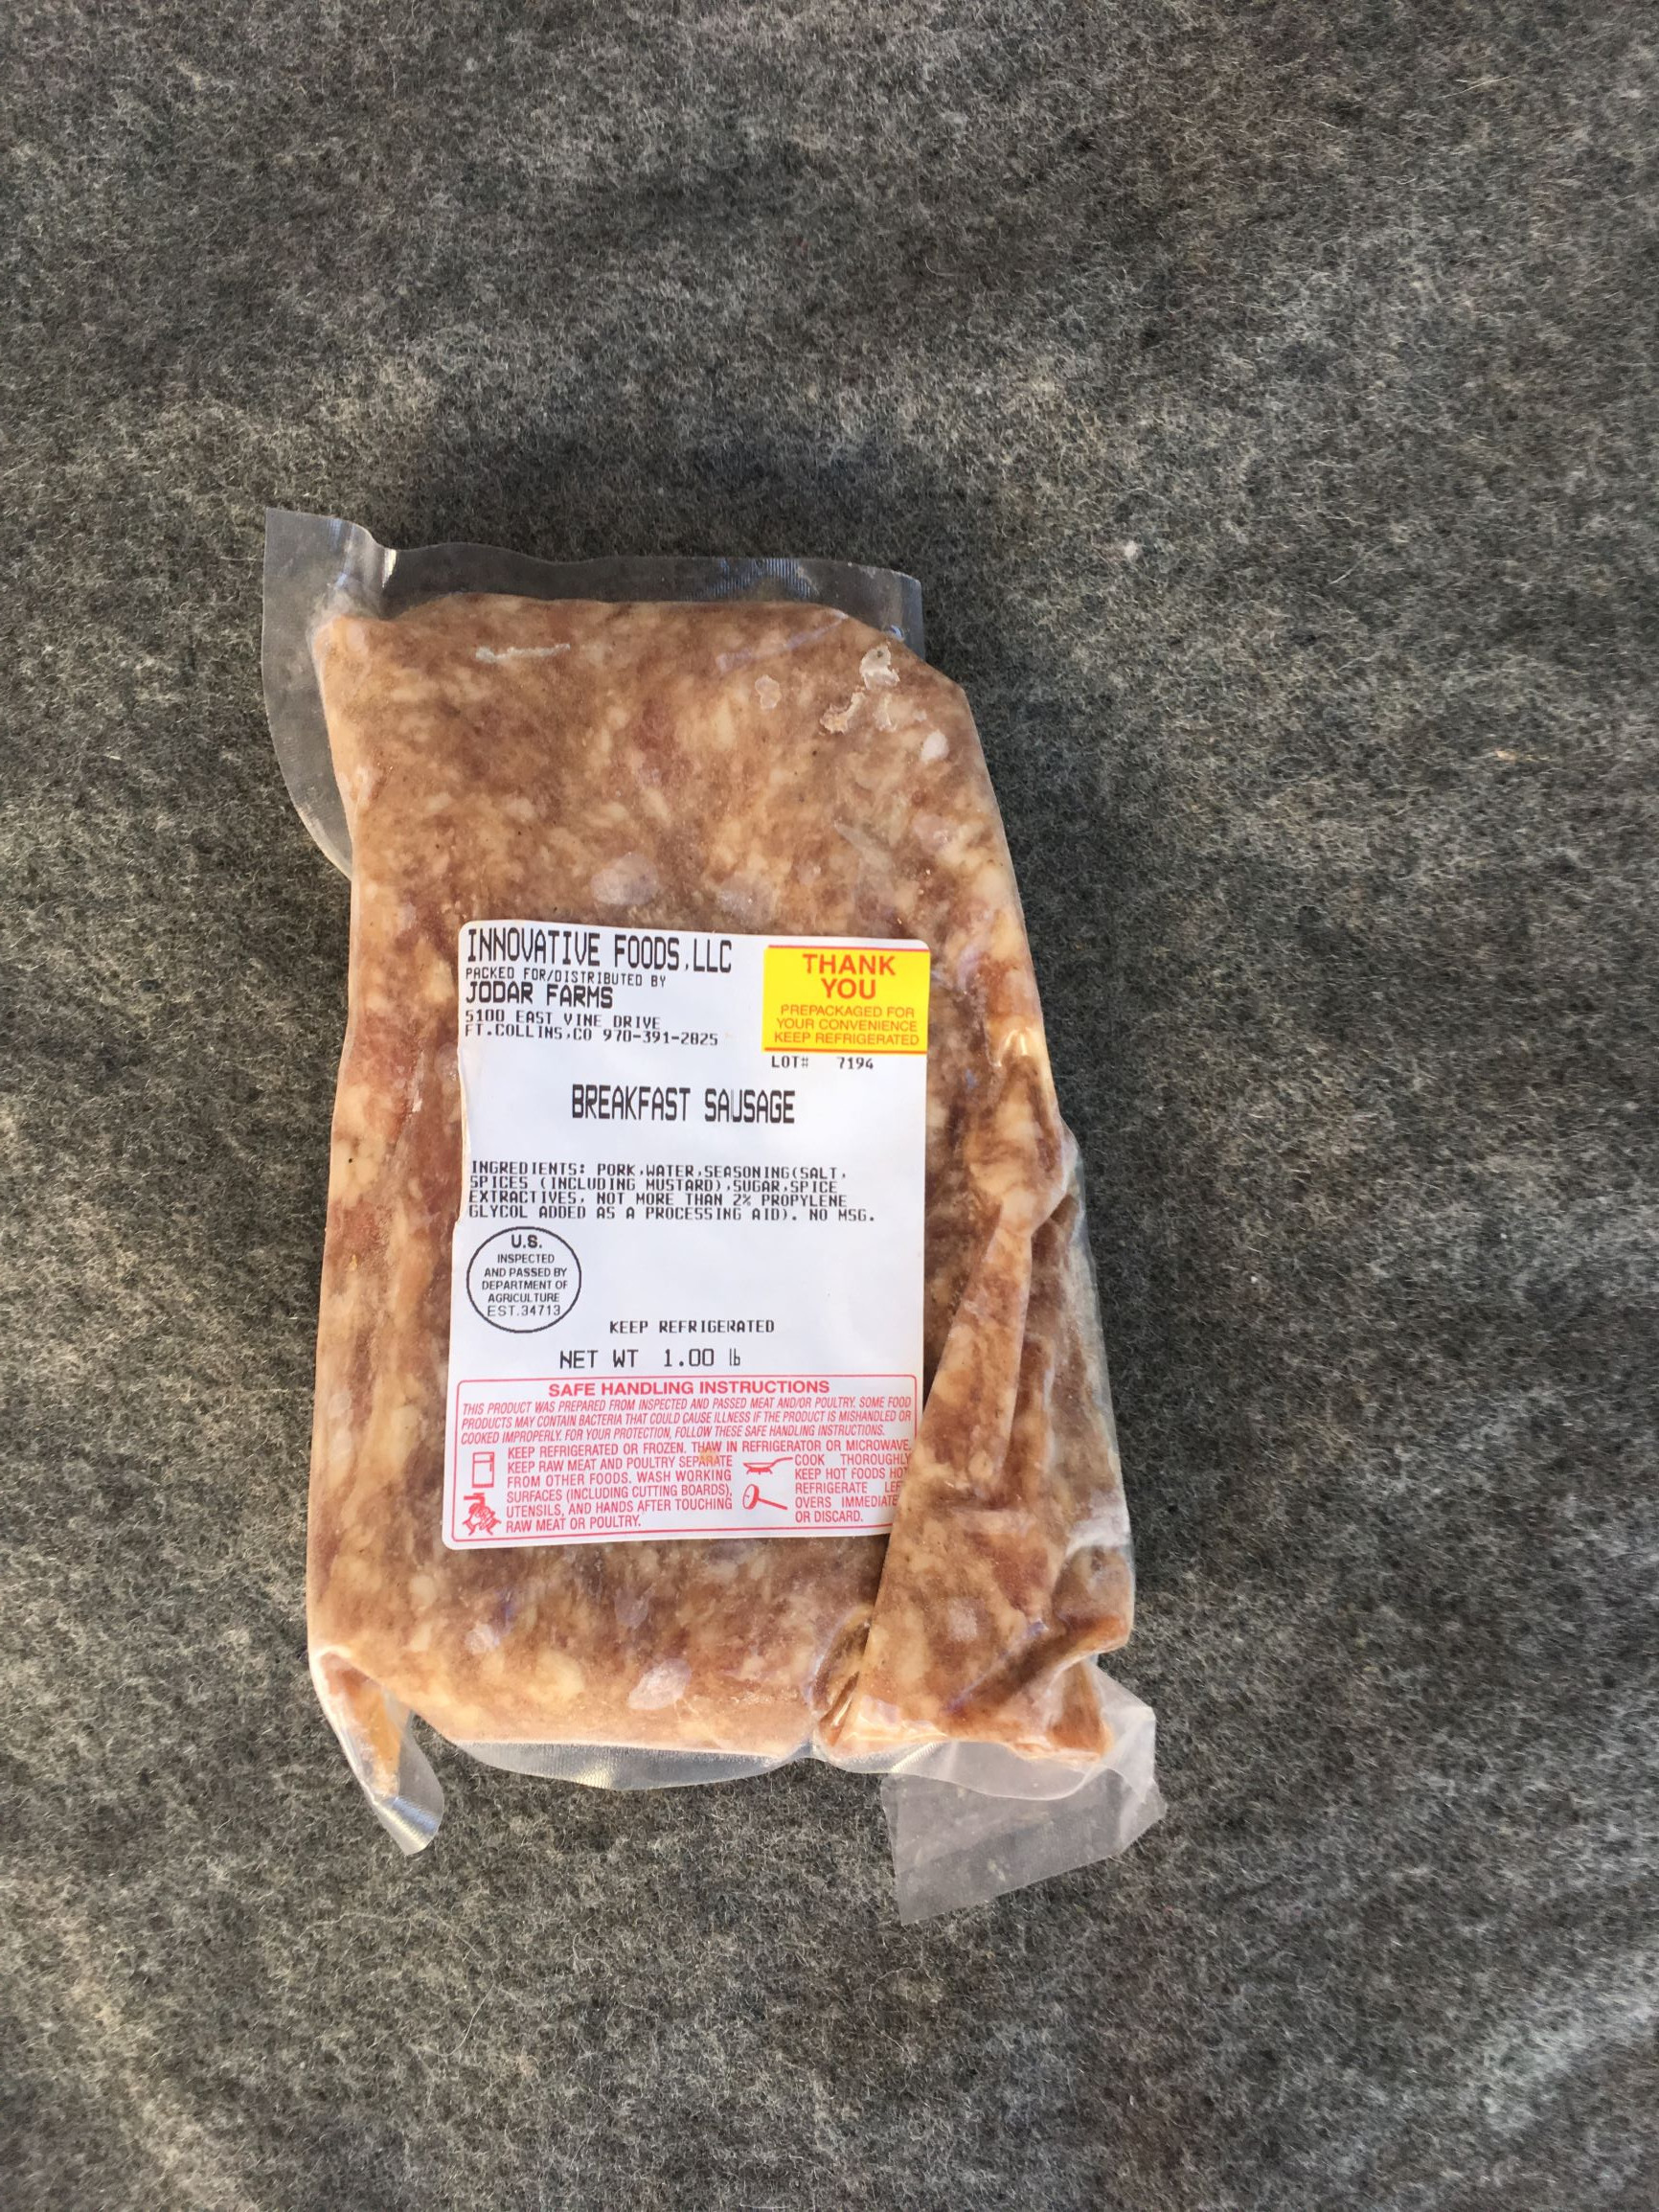 INNOVATIVE FOODS,LLC
PACKED FOR/DISTRIBUTED BY
JODAR FARMS
5100 EAST VINE DRIVE
FT.COLLINS,CO 970-391-2825
THANK
YOU
PREPACKAGED FOR
YOUR CONVENIENCE
KEEP REFRIGERATED
LOT# 7194
BREAKFAST SAUSAGE
INGREDIENTS: PORK,WATER,SEASONING(SALT,
SPICES (INCLUDING MUSTARD),SUGAR,SPICE
EXTRACTIVES, NOT MORE THAN 2% PROPYLENE
GLYCOL ADDED AS A PROCESSING AID). NO MSG.
U.S.
INSPECTED
AND PASSED BY
DEPARTMENT OF
AGRICULTURE
EST.34713
KEEP REFRIGERATED
NET WT 1.00 lb
SAFE HANDLING INSTRUCTIONS
THIS PRODUCT WAS PREPARED FROM INSPECTED AND PASSED MEAT AND/OR POULTRY. SOME FOOD
PRODUCTS MAY CONTAIN BACTERIA THAT COULD CAUSE ILLNESS IF THE PRODUCT IS MISHANDLED OR
COOKED IMPROPERLY. FOR YOUR PROTECTION, FOLLOW THESE SAFE HANDLING INSTRUCTIONS.
KEEP REFRIGERATED OR FROZEN. THAW IN REFRIGERATOR OR MICROWAVE.
KEEP RAW MEAT AND POULTRY SEPARATE
FROM OTHER FOODS. WASH WORKING
SURFACES (INCLUDING CUTTING BOARDS),
UTENSILS, AND HANDS AFTER TOUCHING
RAW MEAT OR POULTRY.
COOK THOROUGHLY
KEEP HOT FOODS HOT
REFRIGERATE LEF
OVERS IMMEDIATE
OR DISCARD.